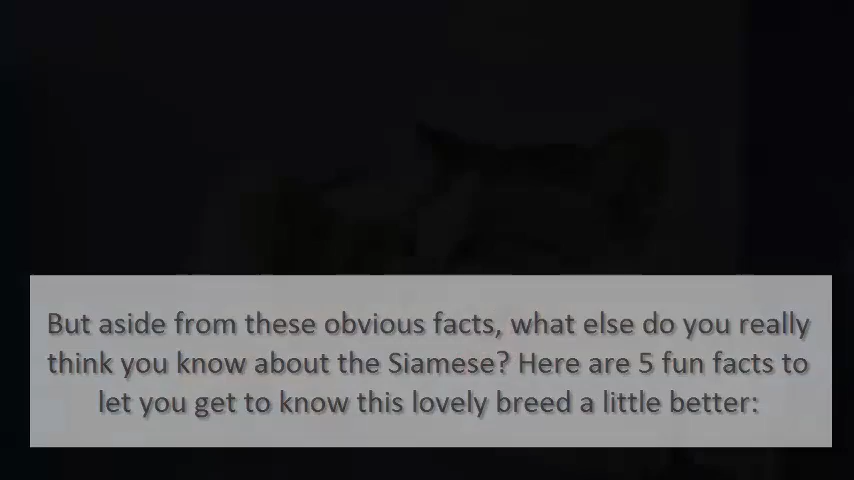 But aside from these obvious facts, what else do you really
think you know about the Siamese? Here are 5 fun facts to
let you get to know this lovely breed a little better: